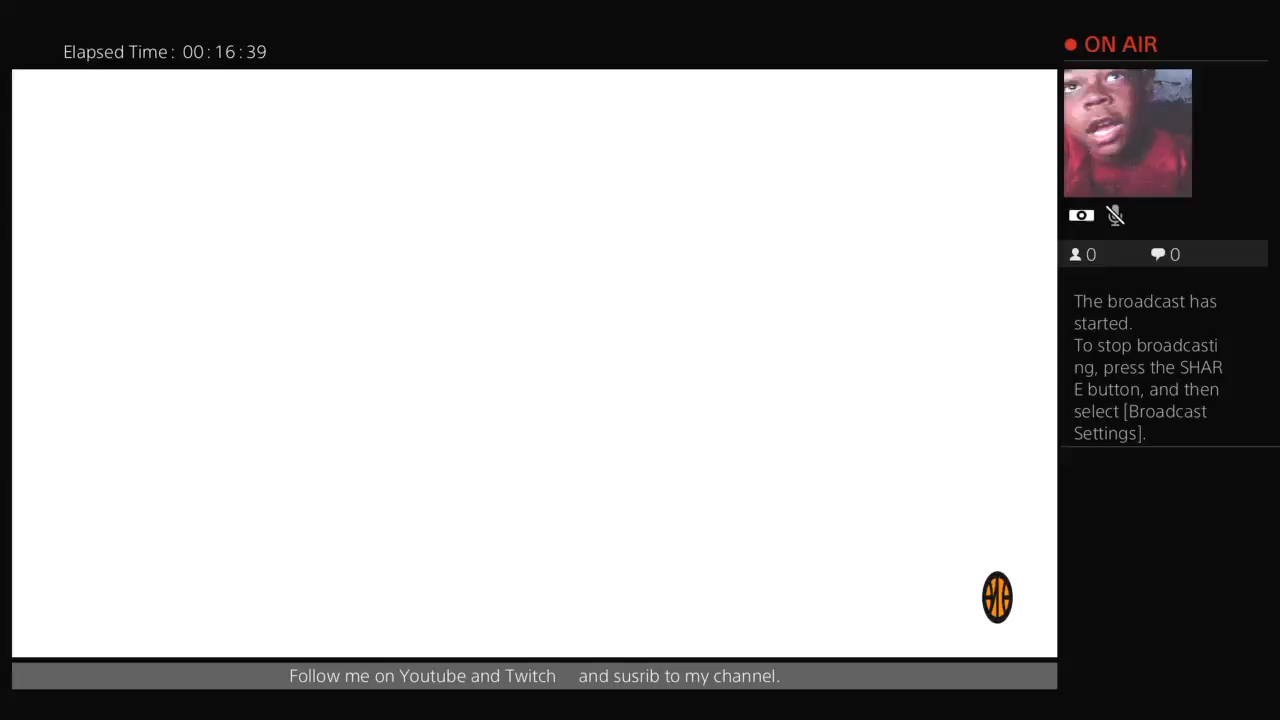 Elapsed Time: 00:16:39
ON AIR
0 0
The broadcast has
started.
To stop broadcasti
ng, press the SHAR
E button, and then
select [Broadcast
Settings].
Follow me on Youtube and Twitch and susrib to my channel.